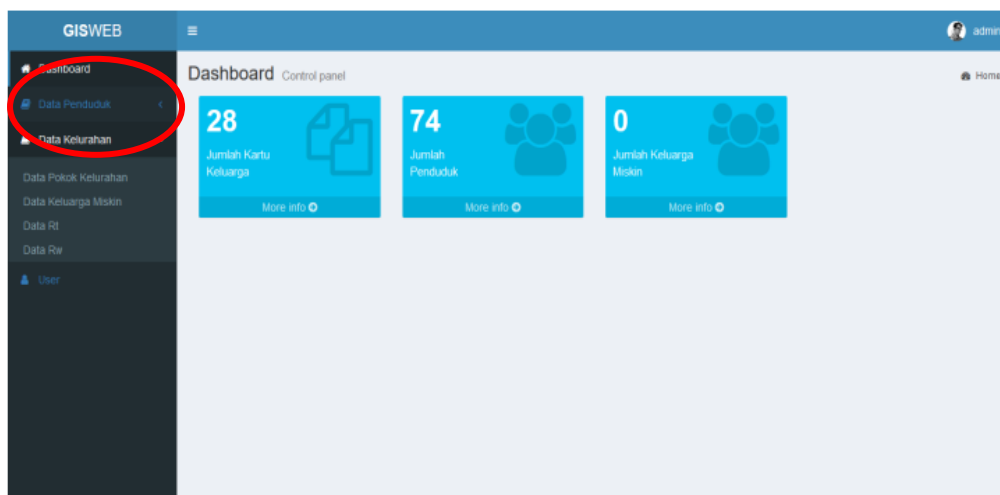 GISWEB
admin
Dashboard
Data Penduduk
Data Kelurahan
Data Pokok Kelurahan
Data Keluarga Miskin
Data Rt
Data Rw
User
Dashboard Control panel
Home
28
Jumlah Kartu
Keluarga
More info
74
Jumlah
Penduduk
More info
0
Jumlah Keluarga
Miskin
More info